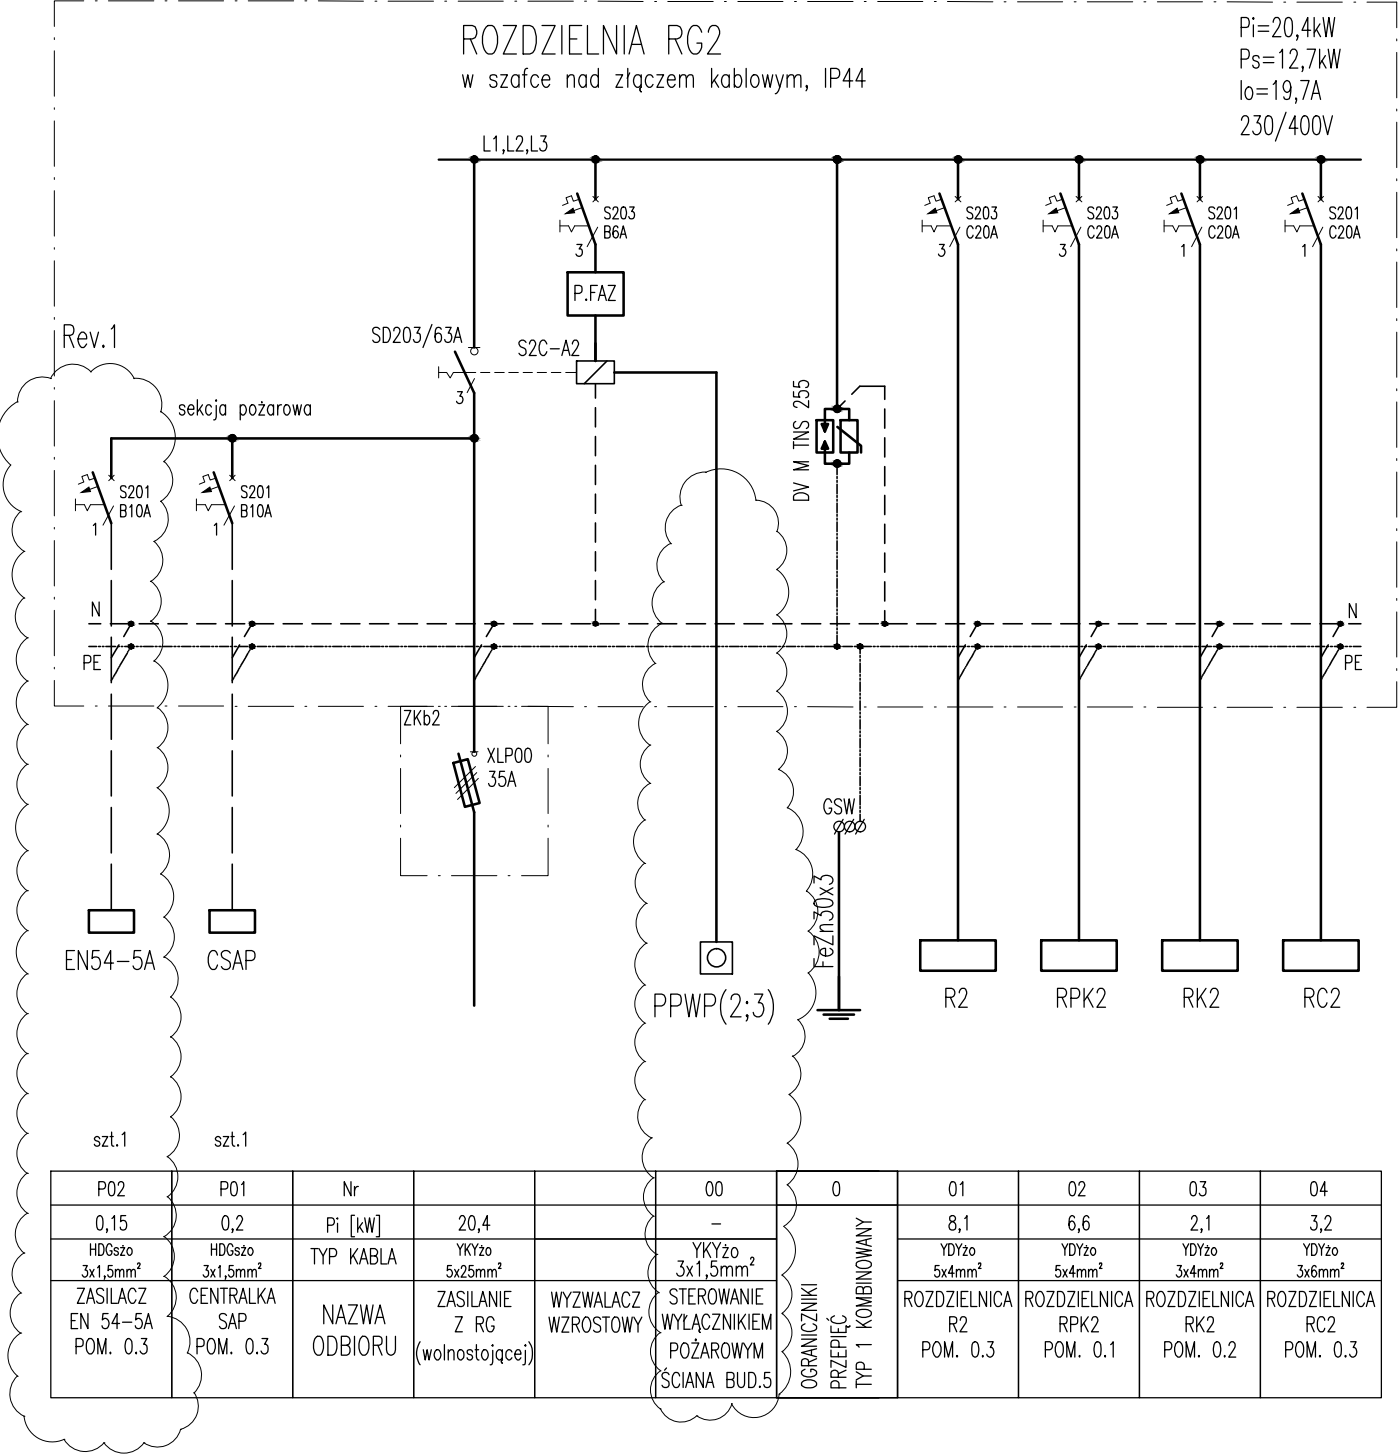 ROZDZIELNIA RG2
w szafce nad złączem kablowym, IP44
Pi=20,4kW
Ps=12,7kW
Io=19,7A
230/400V
L1,L2,L3
S203
B6A
3
S203
C20A
3
S203
C20A
3
S201
C20A
1
S201
C20A
1
P.FAZ
Rev.1
SD203/63A
3
S2C-A2
DV M TNS 255
sekcja pożarowa
S201
B10A
1
S201
B10A
1
N
N
PE
PE
ZKb2
XLP00
35A
GSW
FeZn30x3
EN54-5A
CSAP
PPWP(2;3)
R2
RPK2
RK2
RC2
szt.1
szt.1
P02 P01 Nr 00 0 01 02 03 04
0,15 0,2 Pi [kW] 20,4 - 8,1 6,6 2,1 3,2
HDGsżo
3x1,5mm²
HDGsżo
3x1,5mm²
TYP KABLA
YKYżo
5x25mm²
YKYżo
3x1,5mm²
YDYżo
5x4mm²
YDYżo
5x4mm²
YDYżo
3x4mm²
YDYżo
3x6mm²
ZASILACZ
EN 54-5A
POM. 0.3
CENTRALKA
SAP
POM. 0.3
NAZWA
ODBIORU
ZASILANIE
Z RG
(wolnostojącej)
WYZWALACZ
WZROSTOWY
STEROWANIE
WYŁĄCZNIKIEM
POŻAROWYM
ŚCIANA BUD.5
OGRANICZNIKI
PRZEPIĘĆ
TYP 1 KOMBINOWANY
ROZDZIELNICA
R2
POM. 0.3
ROZDZIELNICA
RPK2
POM. 0.1
ROZDZIELNICA
RK2
POM. 0.2
ROZDZIELNICA
RC2
POM. 0.3